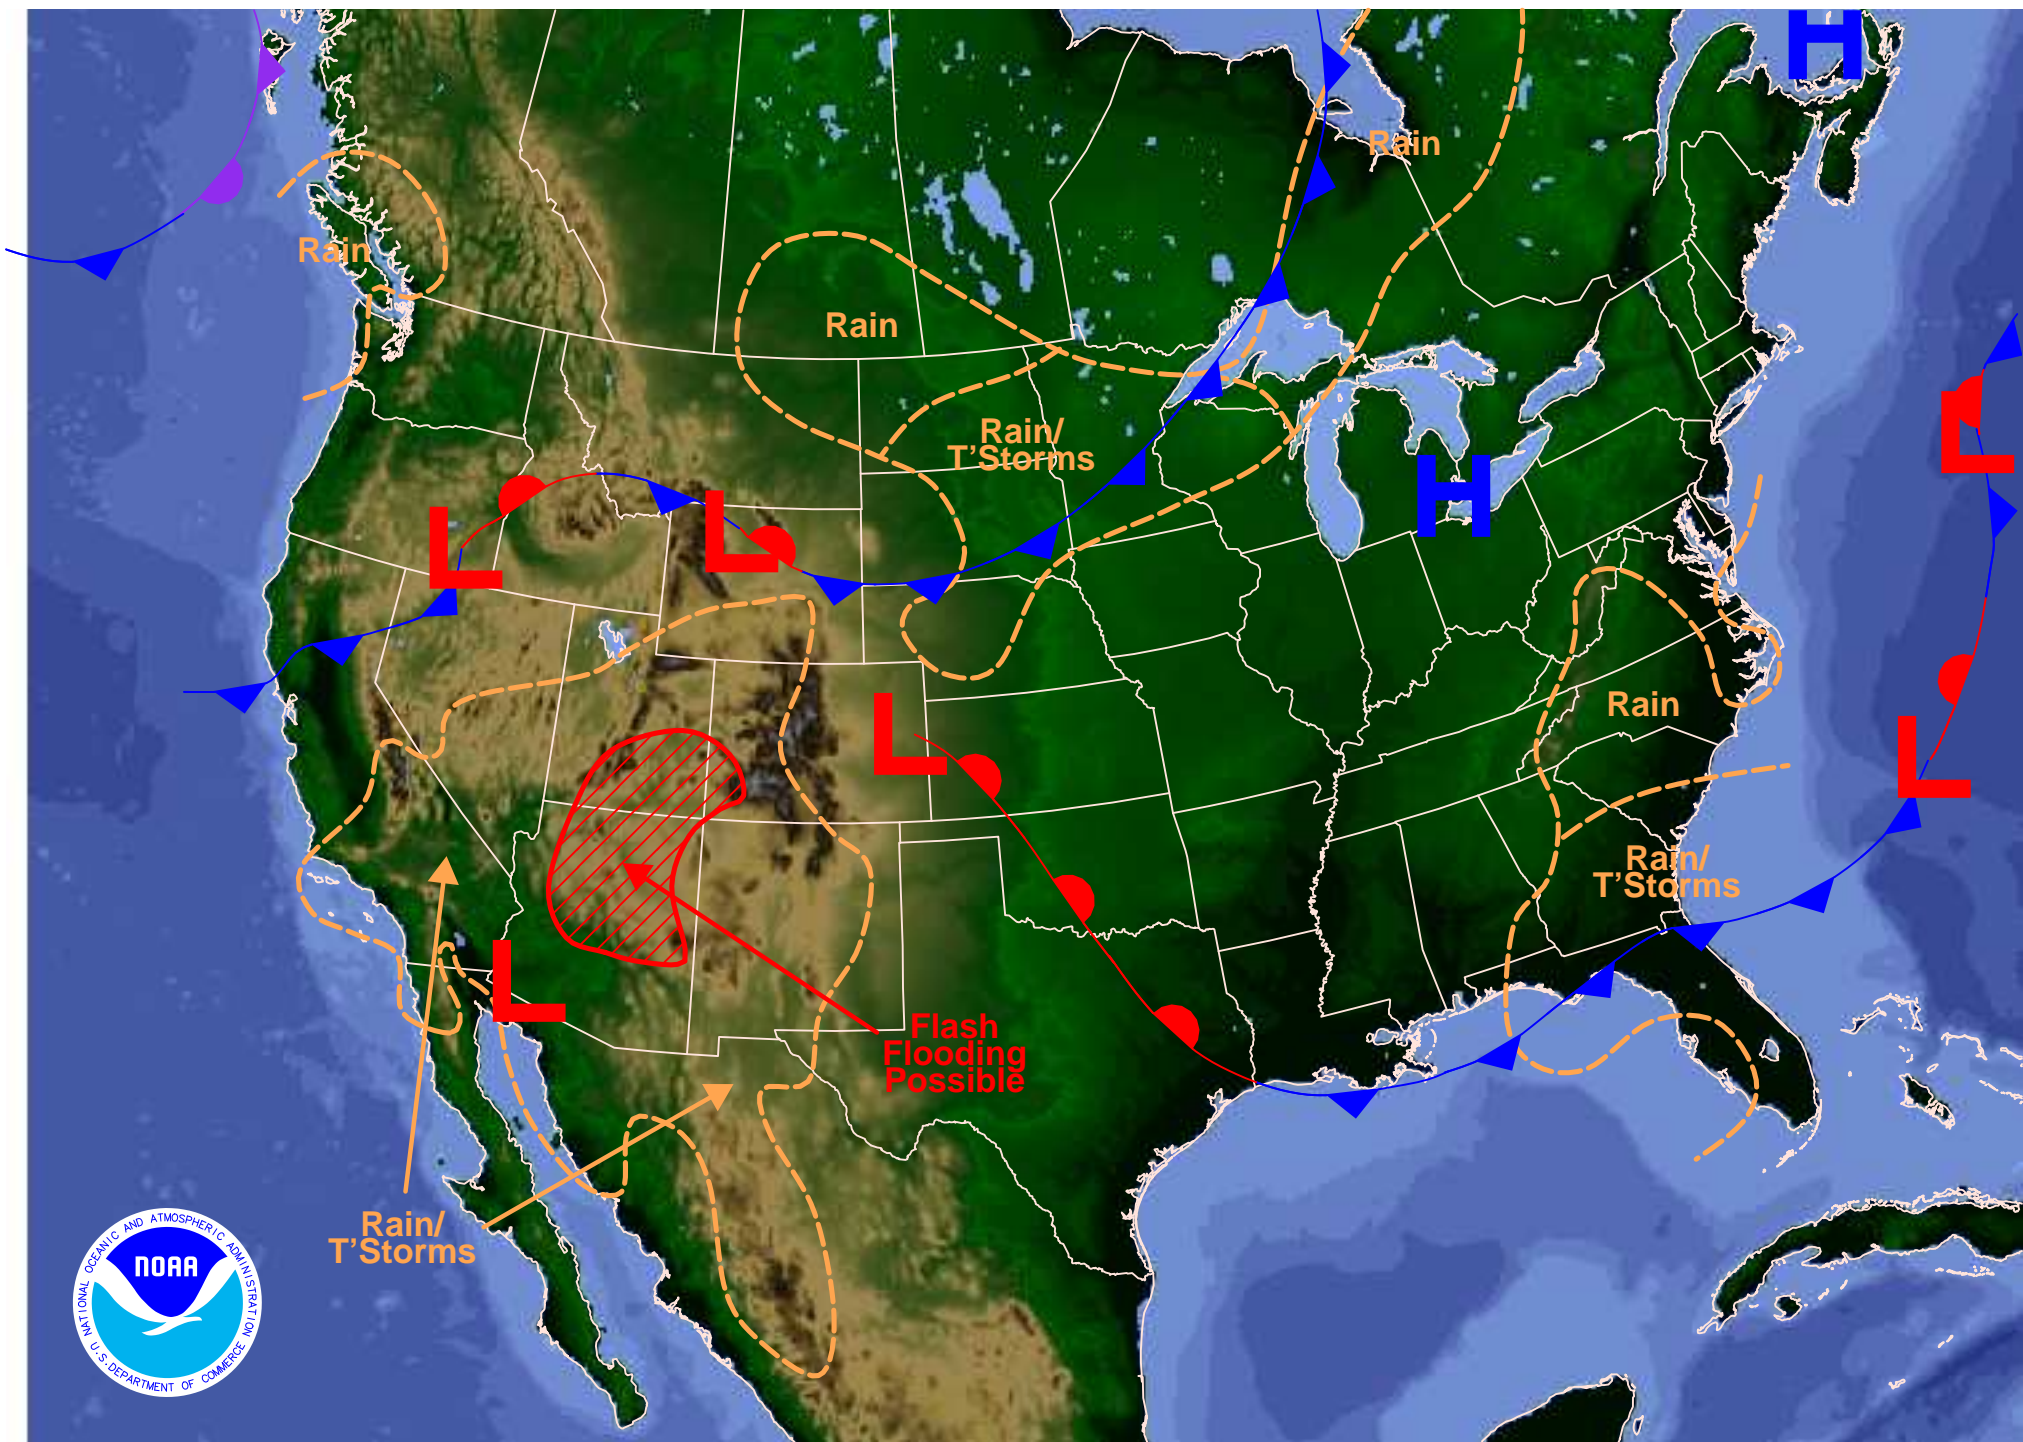 H
Rain
Rain
Rain
L
Rain/
T'Storms
H
L
L
L
Rain
L
L
Rain/
T'Storms
L
Flash
Flooding
Possible
Rain/
T'Storms
NATIONAL OCEANIC AND ATMOSPHERIC ADMINISTRATION
NOAA
U.S. DEPARTMENT OF COMMERCE